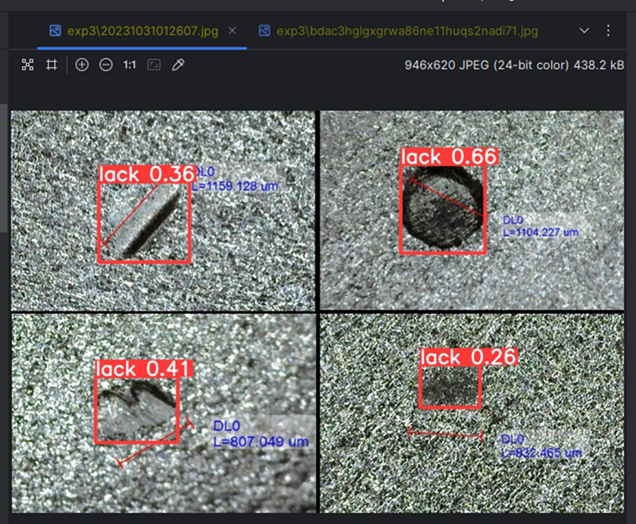 exp3\20231031012607.jpg
exp3\bdac3hglgxgrwa86ne11huqs2nadi71.jpg
1:1
946x620 JPEG (24-bit color) 438.2 kB
lack 0.36
DL0
L=1159.128 um
lack 0.66
DL0
L=1104.227 um
lack 0.41
DL0
L=807.049 um
lack 0.26
DL0
L=832.465 um